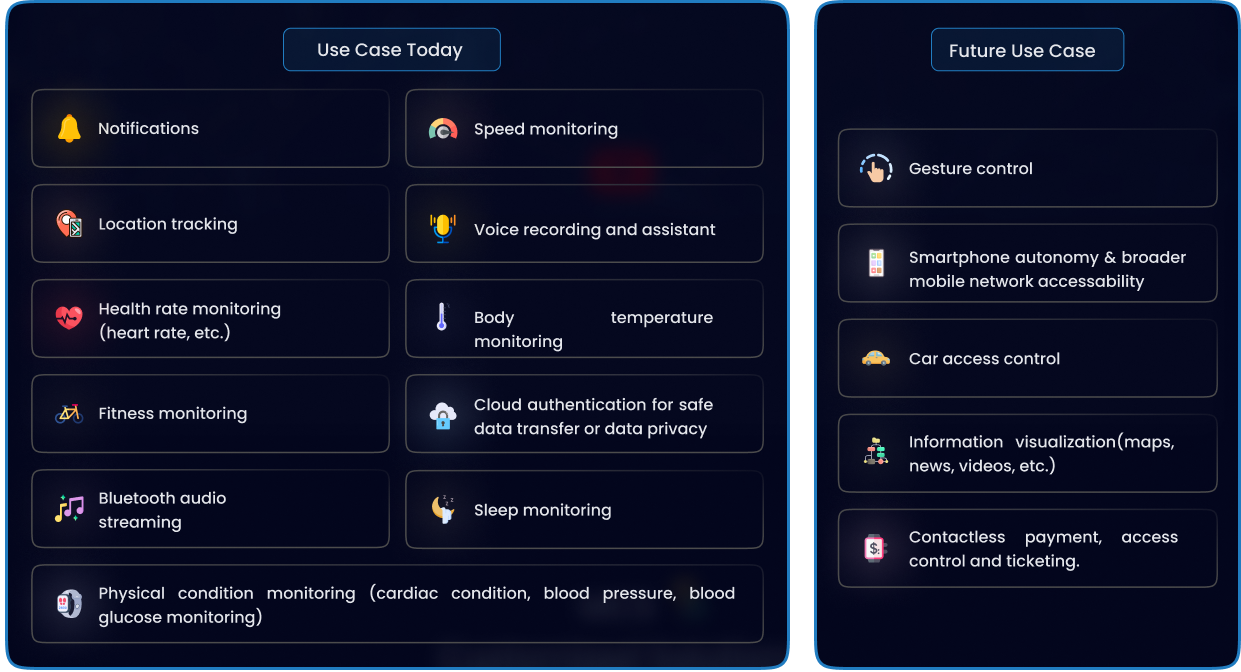 Use Case Today
Notifications
Speed monitoring
Location tracking
Voice recording and assistant
Health rate monitoring
(heart rate, etc.)
Body temperature
monitoring
Fitness monitoring
Cloud authentication for safe
data transfer or data privacy
Bluetooth audio
streaming
Sleep monitoring
Physical condition monitoring (cardiac condition, blood pressure, blood
glucose monitoring)
Future Use Case
Gesture control
Smartphone autonomy & broader
mobile network accessability
Car access control
Information visualization(maps,
news, videos, etc.)
Contactless payment, access
control and ticketing.